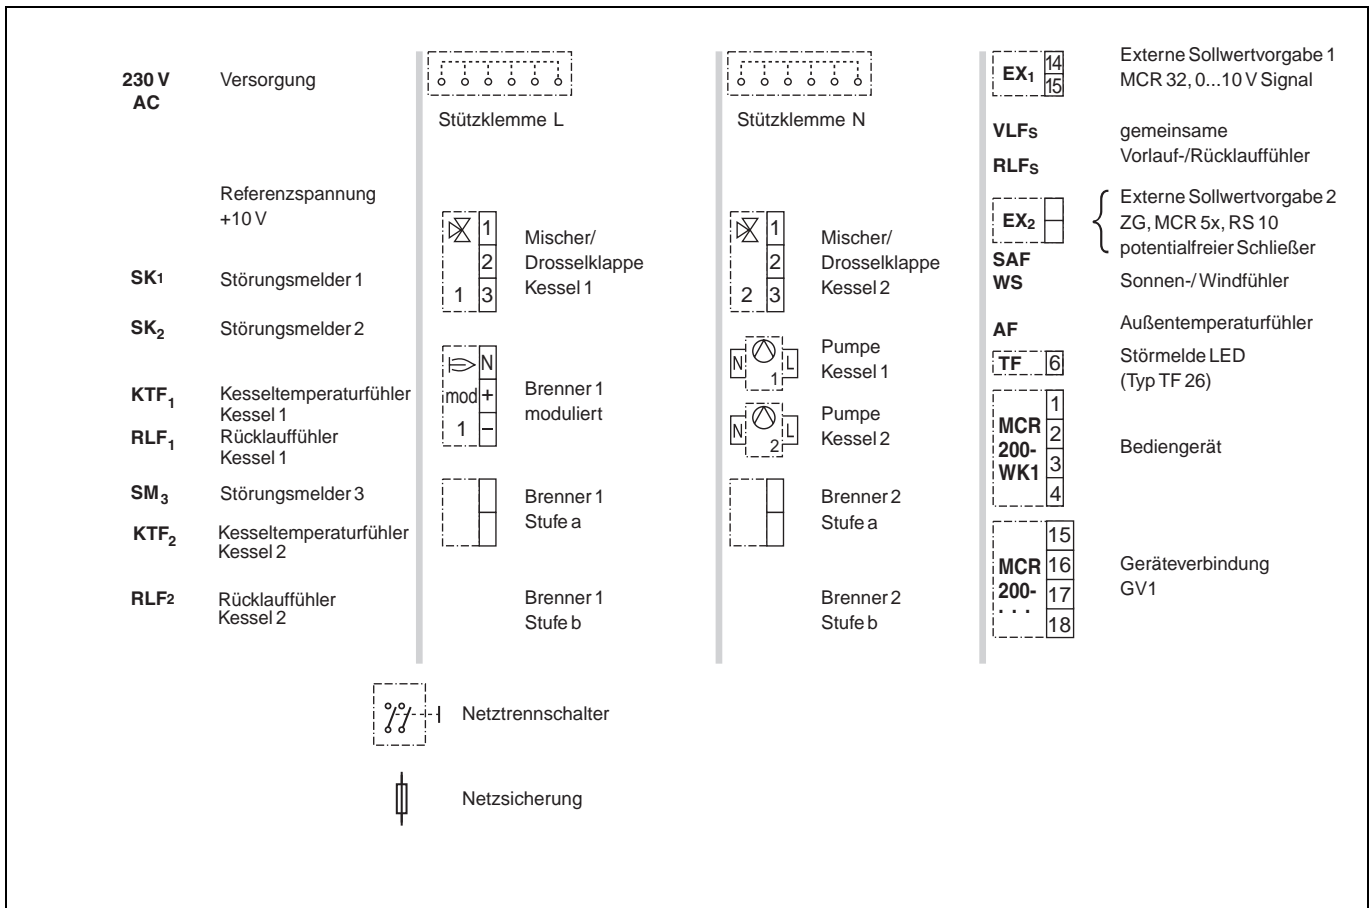 230 V
AC
Versorgung
Referenzspannung
+10 V
SK1
Störungsmelder 1
SK2
Störungsmelder 2
KTF1
Kesseltemperaturfühler
Kessel 1
RLF1
Rücklauffühler
Kessel 1
SM3
Störungsmelder 3
KTF2
Kesseltemperaturfühler
Kessel 2
RLF2
Rücklauffühler
Kessel 2
Stützklemme L
1
2
1 3
Mischer/
Drosselklappe
Kessel 1
N
mod +
1 −
Brenner 1
moduliert
Brenner 1
Stufe a
Brenner 1
Stufe b
Stützklemme N
1
2
2 3
Mischer/
Drosselklappe
Kessel 2
N 1 L
Pumpe
Kessel 1
N 2 L
Pumpe
Kessel 2
Brenner 2
Stufe a
Brenner 2
Stufe b
EX1
14
15
Externe Sollwertvorgabe 1
MCR 32, 0...10 V Signal
VLFS
RLFS
gemeinsame
Vorlauf-/Rücklauffühler
EX2
Externe Sollwertvorgabe 2
ZG, MCR 5x, RS 10
potentialfreier Schließer
SAF
WS
Sonnen-/ Windfühler
AF
Außentemperaturfühler
TF 6
Störmelde LED
(Typ TF 26)
MCR
200-
WK1
1
2
3
4
Bediengerät
MCR
200-
. . .
15
16
17
18
Geräteverbindung
GV1
Netztrennschalter
Netzsicherung